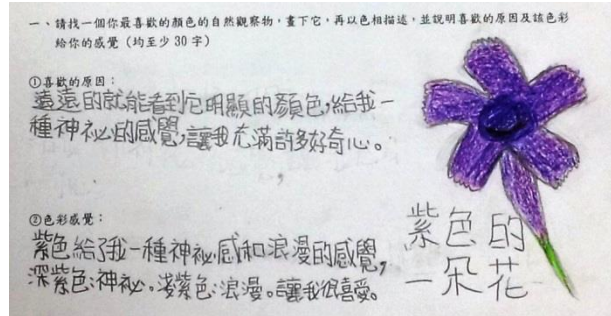 一、請找一個你最喜歡的顏色的自然觀察物,畫下它,再以色相描述,並說明喜歡的原因及該色彩
給你的感覺(均至少 30 字)
①喜歡的原因:
遠遠的就能看到它明顯的顏色,給我一
種神祕的感覺,讓我充滿許多好奇心。
②色彩感覺:
紫色給了我一種神祕感和浪漫的感覺,
深紫色:神祕。淺紫色:浪漫。讓我很喜愛。
紫色的
一朵花